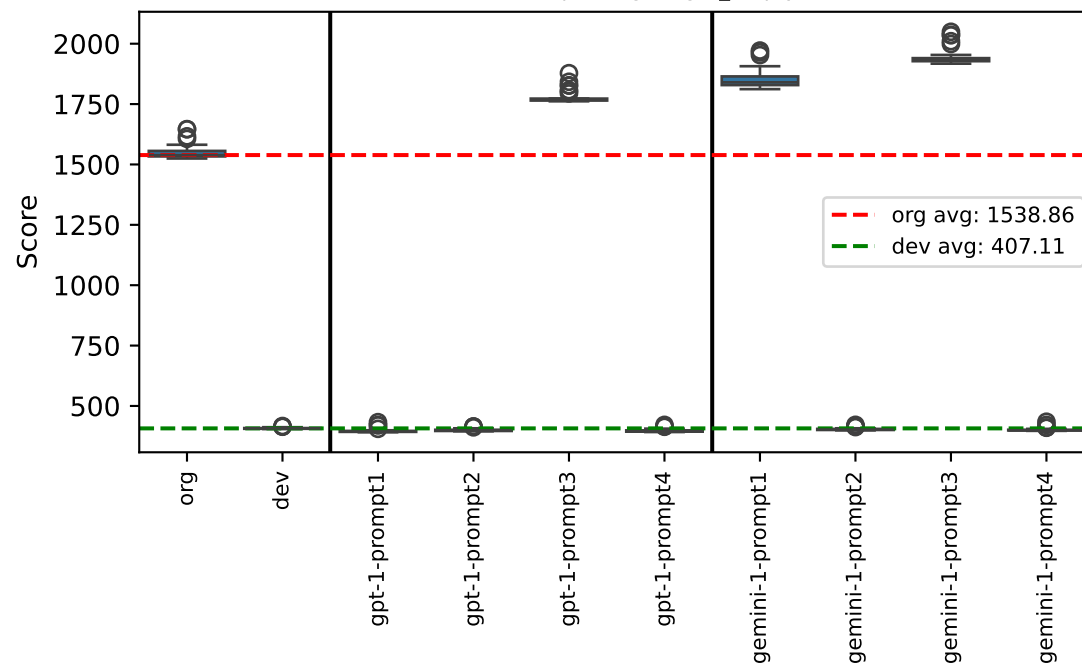 2000
1750
1500
1250
1000
750
500
Score
org avg: 1538.86
dev avg: 407.11
org
dev
gpt-1-prompt1
gpt-1-prompt2
gpt-1-prompt3
gpt-1-prompt4
gemini-1-prompt1
gemini-1-prompt2
gemini-1-prompt3
gemini-1-prompt4